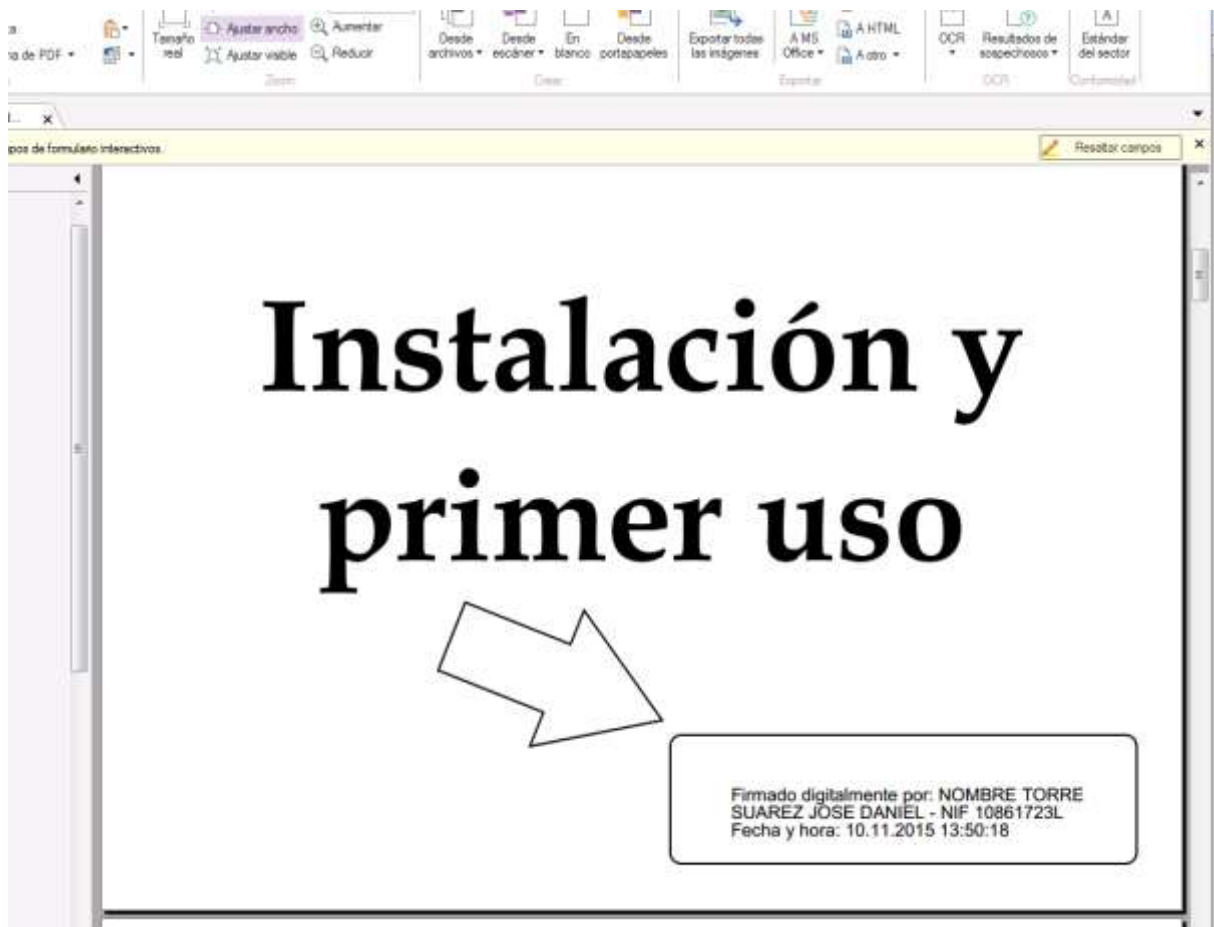 Ajustar ancho
Aumentar
Tamaño real
Ajustar visible
Reducir
Zoom
Desde archivos
Desde escáner
En blanco
Desde portapapeles
Crear
Exportar todas las imágenes
A MS Office
A HTML
A otro
Exportar
OCR
Resultados de sospechosos
OCR
Estándar del sector
Conformidad
na de PDF
pos de formulario interactivos.
Resaltar campos
Instalación y
primer uso
Firmado digitalmente por: NOMBRE TORRE
SUAREZ JOSE DANIEL - NIF 10861723L
Fecha y hora: 10.11.2015 13:50:18